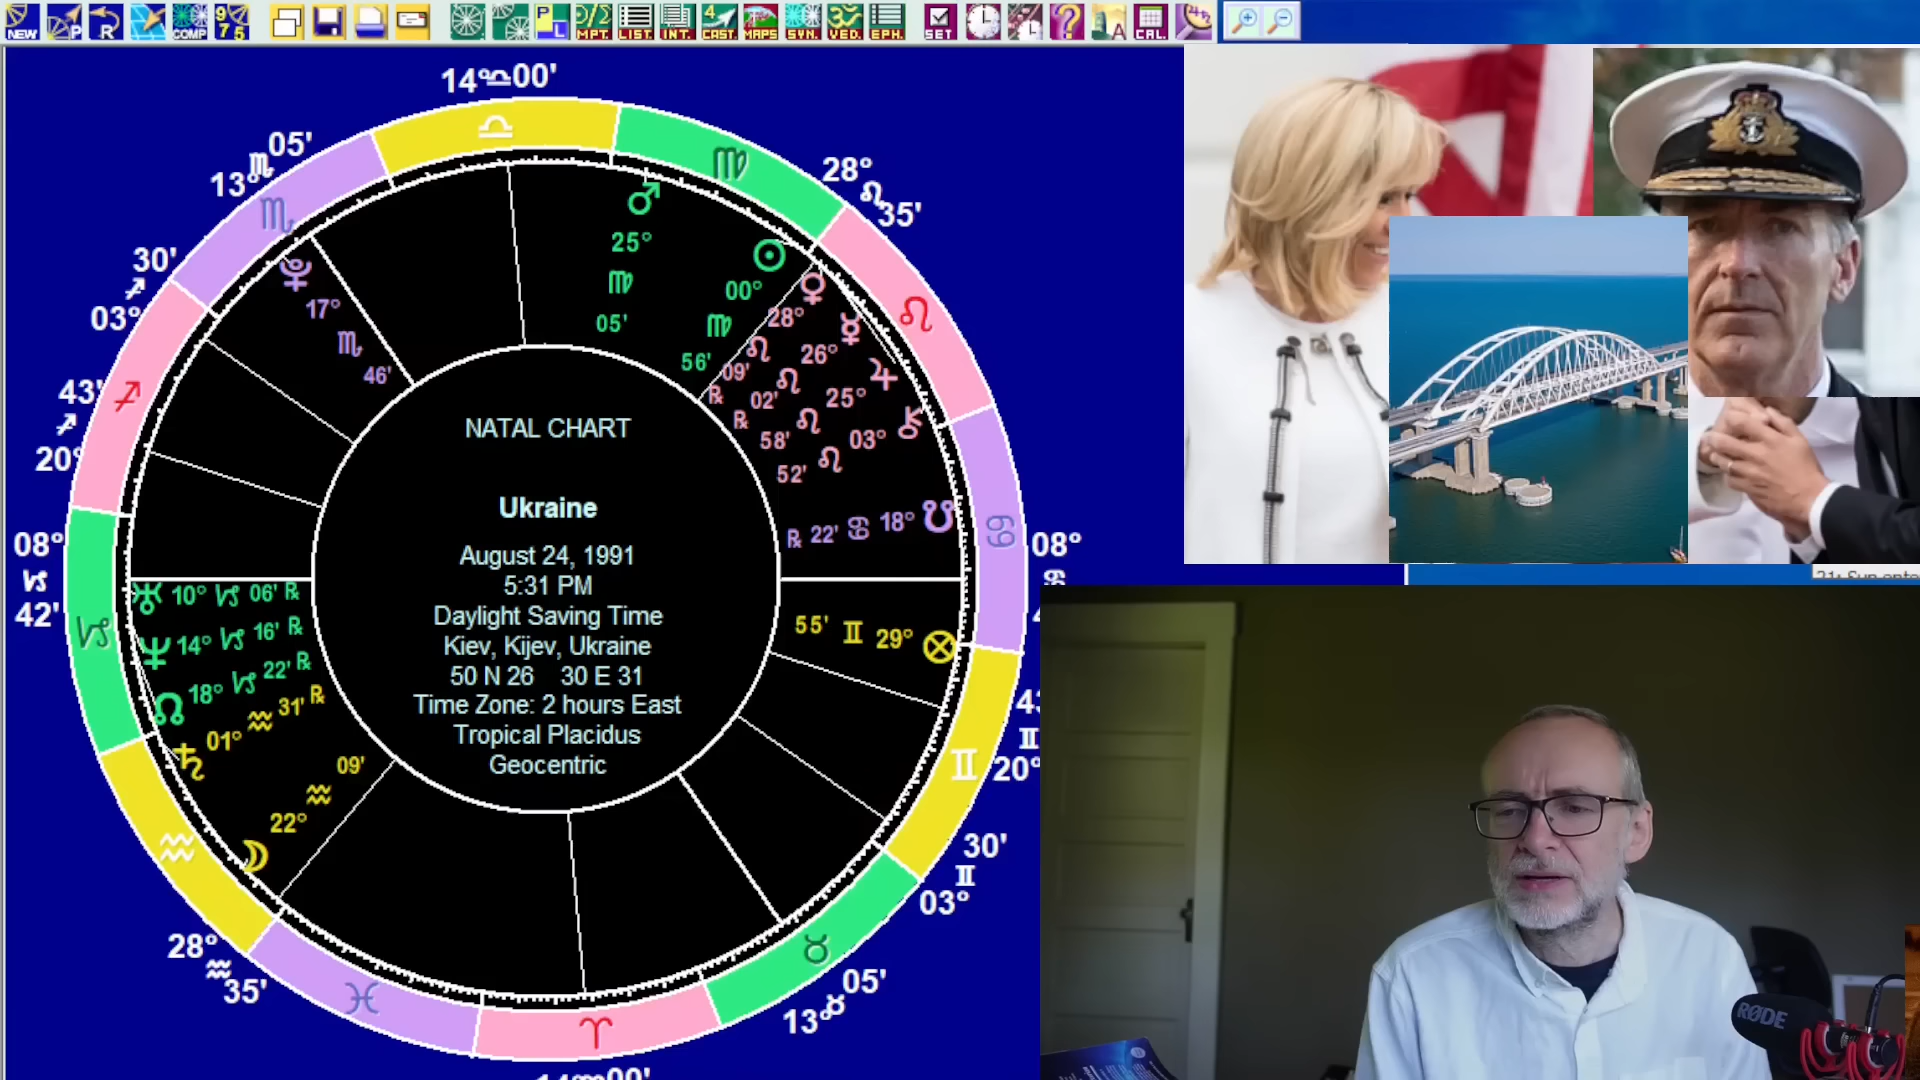 NEW P R COMP 9 7 5 P L MPT. LIST. INT. 4 CAST. MAPS SYN. VED. EPH. SET ? A CAL.
14° ♎ 00'
13° ♏ 05'
28° ♌ 35'
03° ♐ 30'
20° ♐ 43'
08° ♑ 42'
08° ♋
♂ 25° ♍ 05'
☉ 00° ♍ 56'
♀ 28° ♌ 09' ℞
☿ 26° ♌ 02' ℞
♃ 25° ♌ 58'
⚷ 03° ♌ 52'
☋ 18° ♋ 22' ℞
♇ 17° ♏ 46'
♅ 10° ♑ 06' ℞
♆ 14° ♑ 16' ℞
☊ 18° ♑ 22' ℞
♄ 01° ♒ 31' ℞
☽ 22° ♒ 09'
⊗ 29° ♊ 55'
NATAL CHART
Ukraine
August 24, 1991
5:31 PM
Daylight Saving Time
Kiev, Kijev, Ukraine
50 N 26 30 E 31
Time Zone: 2 hours East
Tropical Placidus
Geocentric
20° ♊
03° ♊ 30'
13° ♉ 05'
28° ♒ 35'
RØDE